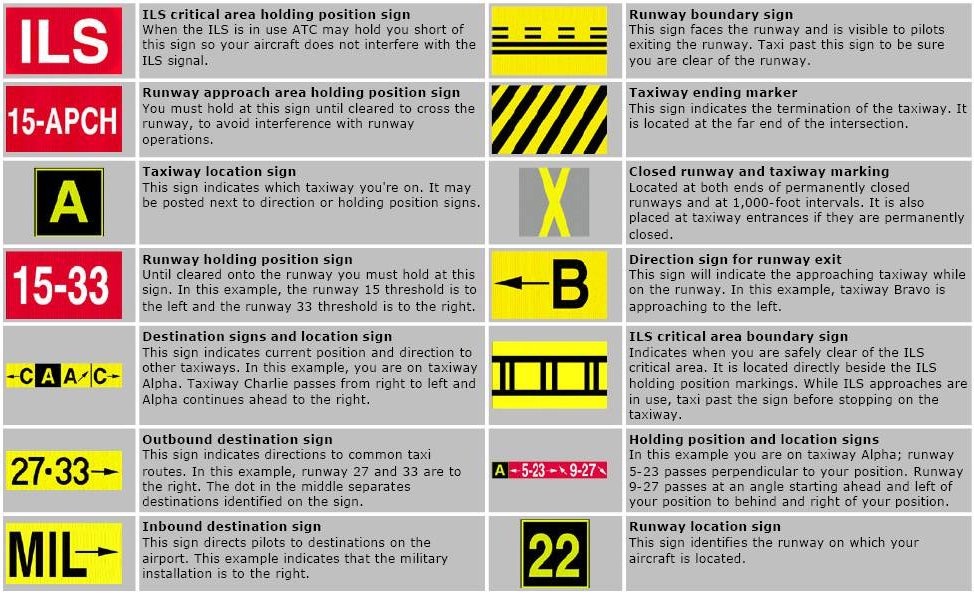 ILS
ILS critical area holding position sign
When the ILS is in use ATC may hold you short of
this sign so your aircraft does not interfere with the
ILS signal.
Runway boundary sign
This sign faces the runway and is visible to pilots
exiting the runway. Taxi past this sign to be sure
you are clear of the runway.
15-APCH
Runway approach area holding position sign
You must hold at this sign until cleared to cross the
runway, to avoid interference with runway
operations.
Taxiway ending marker
This sign indicates the termination of the taxiway. It
is located at the far end of the intersection.
A
Taxiway location sign
This sign indicates which taxiway you're on. It may
be posted next to direction or holding position signs.
X
Closed runway and taxiway marking
Located at both ends of permanently closed
runways and at 1,000-foot intervals. It is also
placed at taxiway entrances if they are permanently
closed.
15-33
Runway holding position sign
Until cleared onto the runway you must hold at this
sign. In this example, the runway 15 threshold is to
the left and the runway 33 threshold is to the right.
←B
Direction sign for runway exit
This sign will indicate the approaching taxiway while
on the runway. In this example, taxiway Bravo is
approaching to the left.
←C A A↗ C→
Destination signs and location sign
This sign indicates current position and direction to
other taxiways. In this example, you are on taxiway
Alpha. Taxiway Charlie passes from right to left and
Alpha continues ahead to the right.
ILS critical area boundary sign
Indicates when you are safely clear of the ILS
critical area. It is located directly beside the ILS
holding position markings. While ILS approaches are
in use, taxi past the sign before stopping on the
taxiway.
27·33→
Outbound destination sign
This sign indicates directions to common taxi
routes. In this example, runway 27 and 33 are to
the right. The dot in the middle separates
destinations identified on the sign.
A ←5-23→ ↖9-27↘
Holding position and location signs
In this example you are on taxiway Alpha; runway
5-23 passes perpendicular to your position. Runway
9-27 passes at an angle starting ahead and left of
your position to behind and right of your position.
MIL→
Inbound destination sign
This sign directs pilots to destinations on the
airport. This example indicates that the military
installation is to the right.
22
Runway location sign
This sign identifies the runway on which your
aircraft is located.